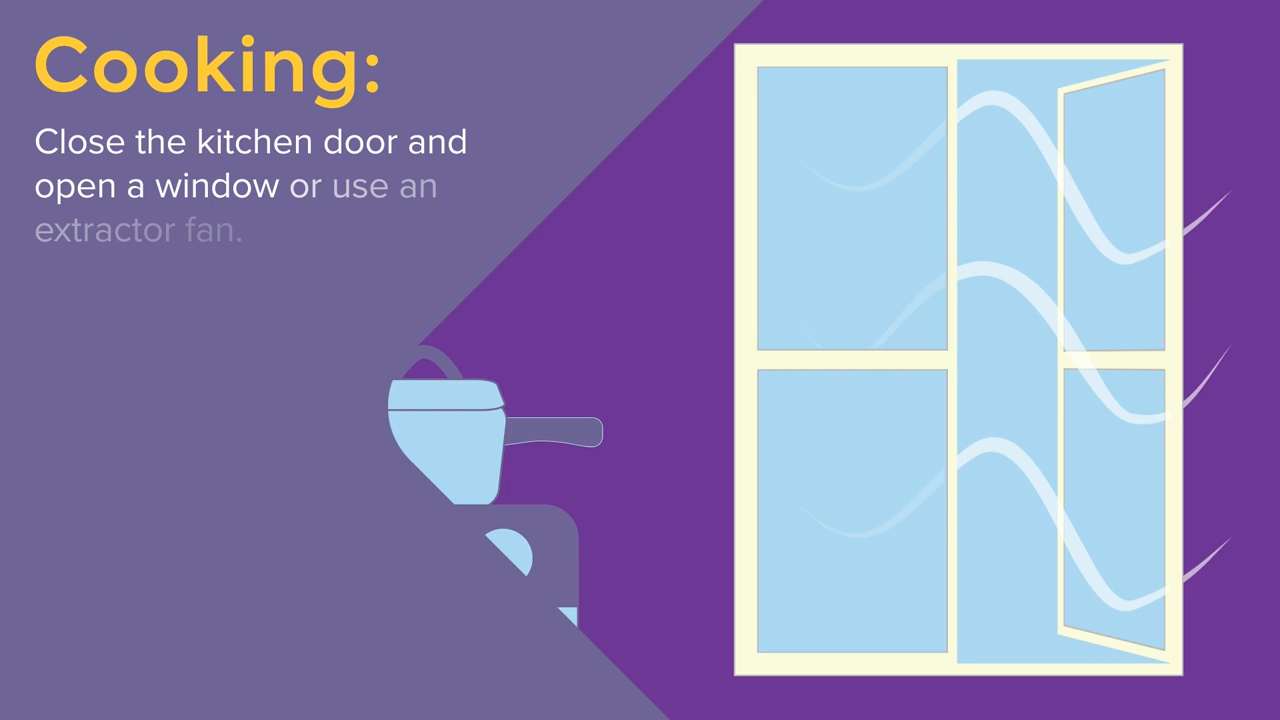 Cooking:
Close the kitchen door and
open a window or use an
extractor fan.